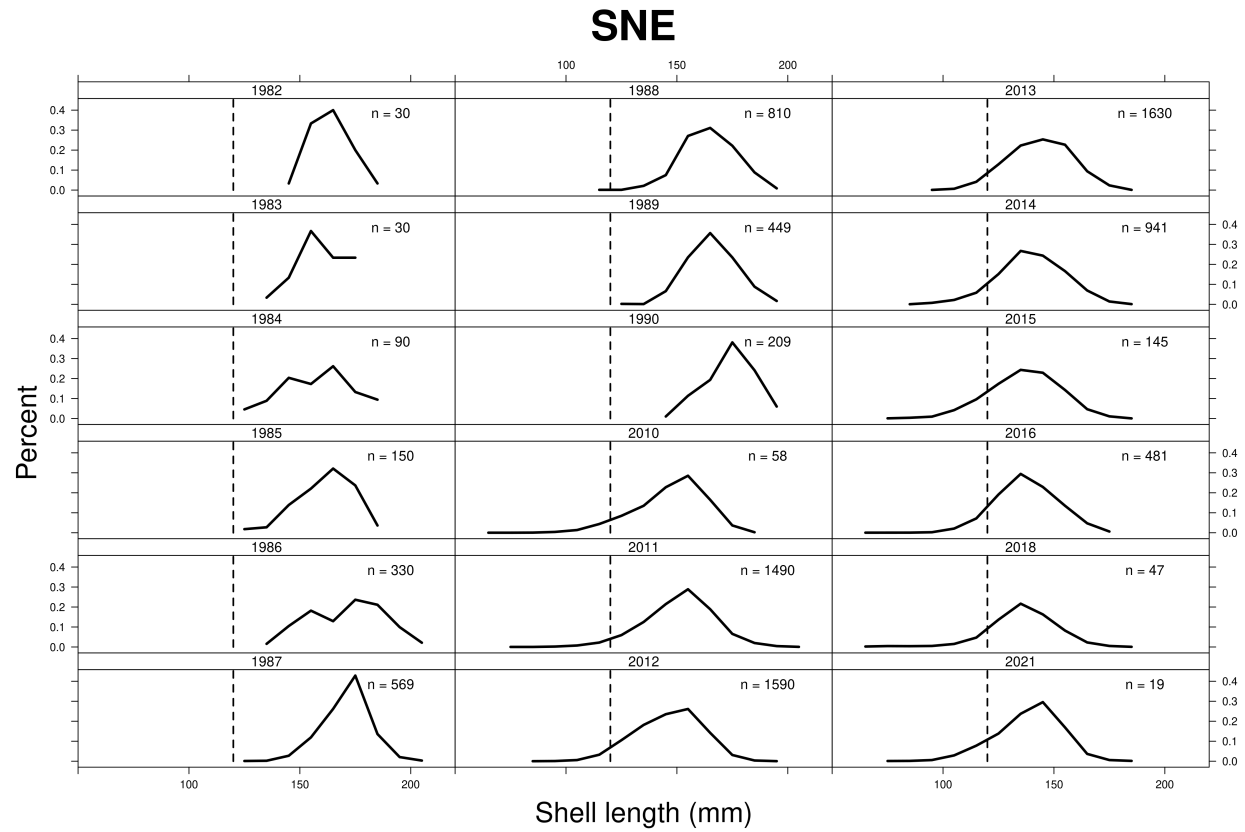 SNE
100 150 200
1982 1988 2013
0.4 n = 30 n = 810 n = 1630
0.3
0.2
0.1
0.0
1983 1989 2014
n = 30 n = 449 n = 941 0.4
0.3
0.2
0.1
0.0
1984 1990 2015
0.4 n = 90 n = 209 n = 145
0.3
0.2
0.1
0.0
Percent
1985 2010 2016
n = 150 n = 58 n = 481 0.4
0.3
0.2
0.1
0.0
1986 2011 2018
0.4 n = 330 n = 1490 n = 47
0.3
0.2
0.1
0.0
1987 2012 2021
n = 569 n = 1590 n = 19 0.4
0.3
0.2
0.1
0.0
100 150 200 100 150 200
Shell length (mm)